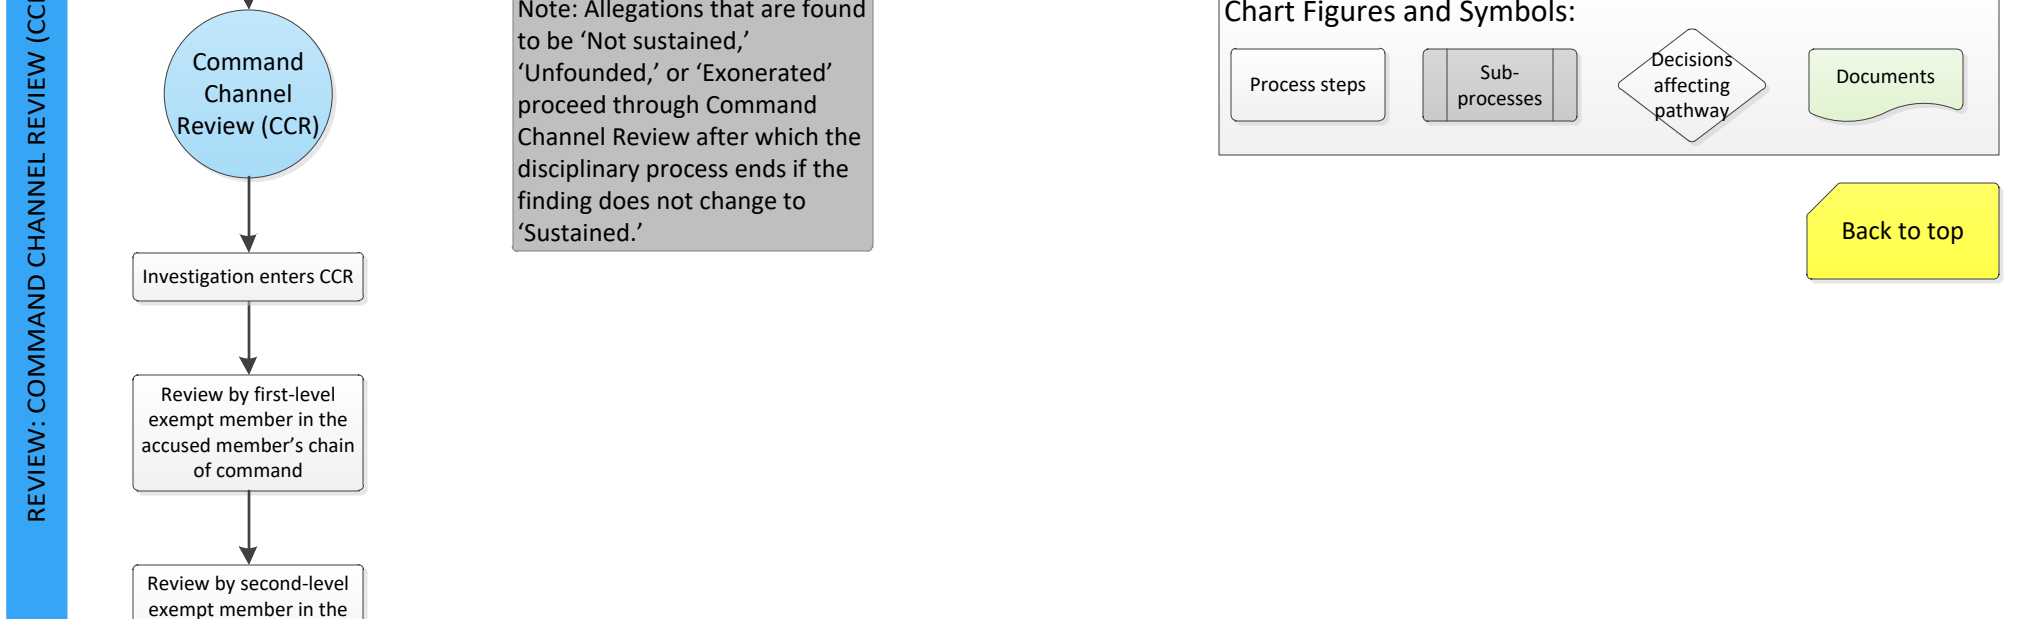 REVIEW: COMMAND CHANNEL REVIEW (CCR
Command
Channel
Review (CCR)
Investigation enters CCR
Review by first-level
exempt member in the
accused member’s chain
of command
Review by second-level
exempt member in the
Note: Allegations that are found
to be ‘Not sustained,’
‘Unfounded,’ or ‘Exonerated’
proceed through Command
Channel Review after which the
disciplinary process ends if the
finding does not change to
‘Sustained.’
Chart Figures and Symbols:
Process steps
Sub-
processes
Decisions
affecting
pathway
Documents
Back to top